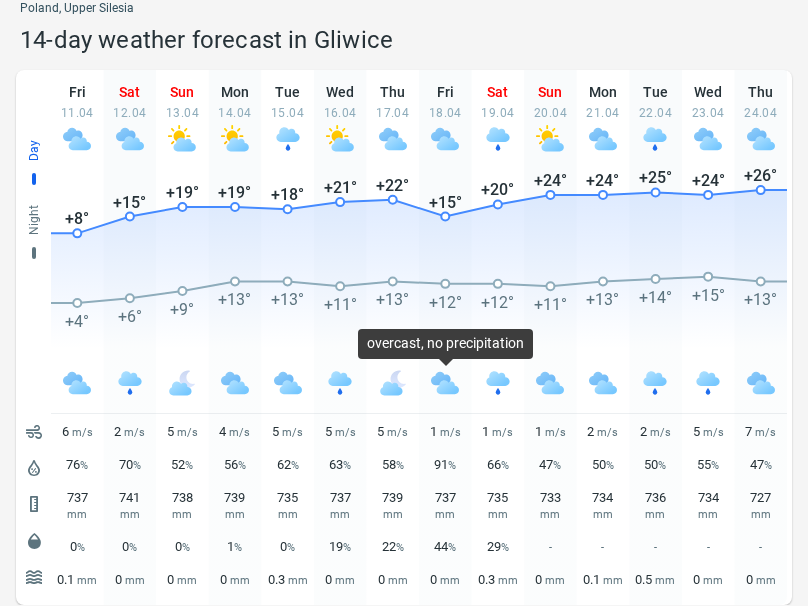 Poland, Upper Silesia
14-day weather forecast in Gliwice
Fri Sat Sun Mon Tue Wed Thu Fri Sat Sun Mon Tue Wed Thu
11.04 12.04 13.04 14.04 15.04 16.04 17.04 18.04 19.04 20.04 21.04 22.04 23.04 24.04
Day
+8° +15° +19° +19° +18° +21° +22° +15° +20° +24° +24° +25° +24° +26°
Night
+4° +6° +9° +13° +13° +11° +13° +12° +12° +11° +13° +14° +15° +13°
overcast, no precipitation
6 m/s 2 m/s 5 m/s 4 m/s 5 m/s 5 m/s 5 m/s 1 m/s 1 m/s 1 m/s 2 m/s 2 m/s 5 m/s 7 m/s
76% 70% 52% 56% 62% 63% 58% 91% 66% 47% 50% 50% 55% 47%
737 741 738 739 735 737 739 737 735 733 734 736 734 727
mm mm mm mm mm mm mm mm mm mm mm mm mm mm
0% 0% 0% 1% 0% 19% 22% 44% 29% - - - - -
0.1 mm 0 mm 0 mm 0 mm 0.3 mm 0 mm 0 mm 0 mm 0.3 mm 0 mm 0.1 mm 0.5 mm 0 mm 0 mm